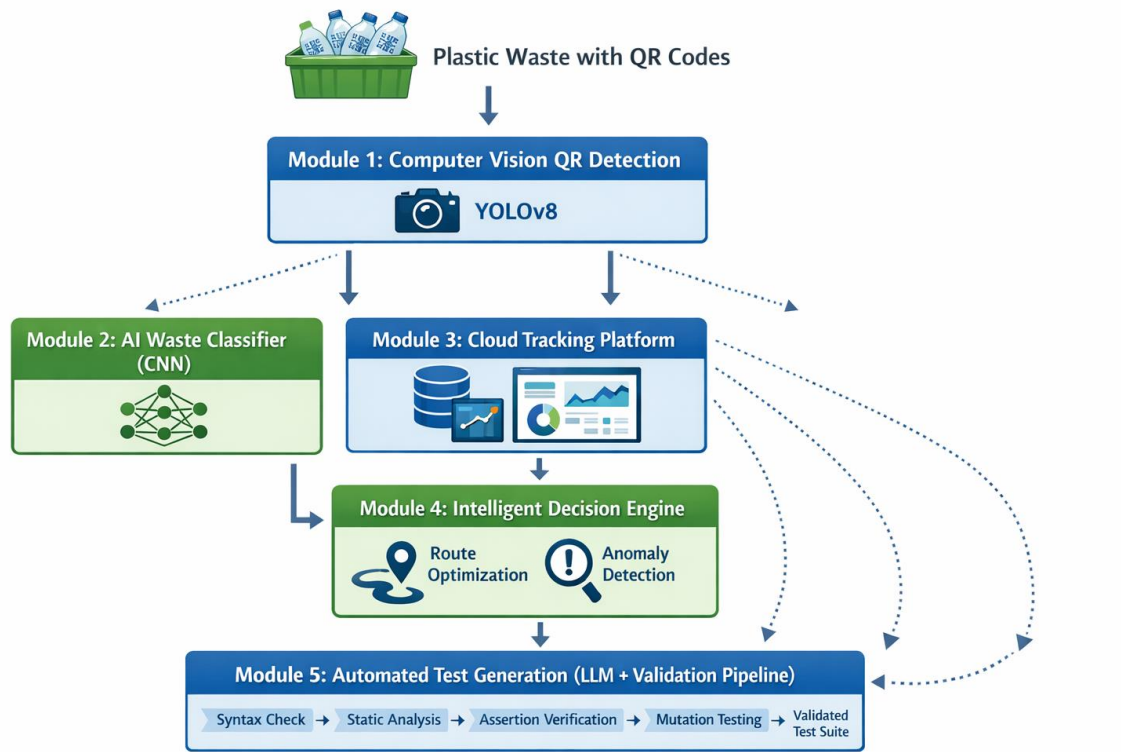 Plastic Waste with QR Codes
Module 1: Computer Vision QR Detection
YOLOv8
Module 2: AI Waste Classifier
(CNN)
Module 3: Cloud Tracking Platform
Module 4: Intelligent Decision Engine
Route
Optimization
Anomaly
Detection
Module 5: Automated Test Generation (LLM + Validation Pipeline)
Syntax Check
Static Analysis
Assertion Verification
Mutation Testing
Validated
Test Suite